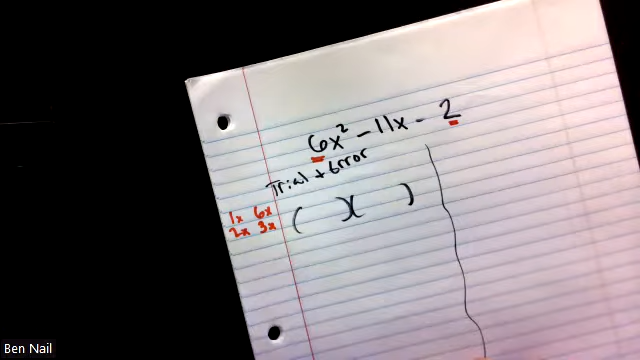 6x² - 11x - 2
Trial + Error
1x 6x
2x 3x
( )( )
Ben Nail